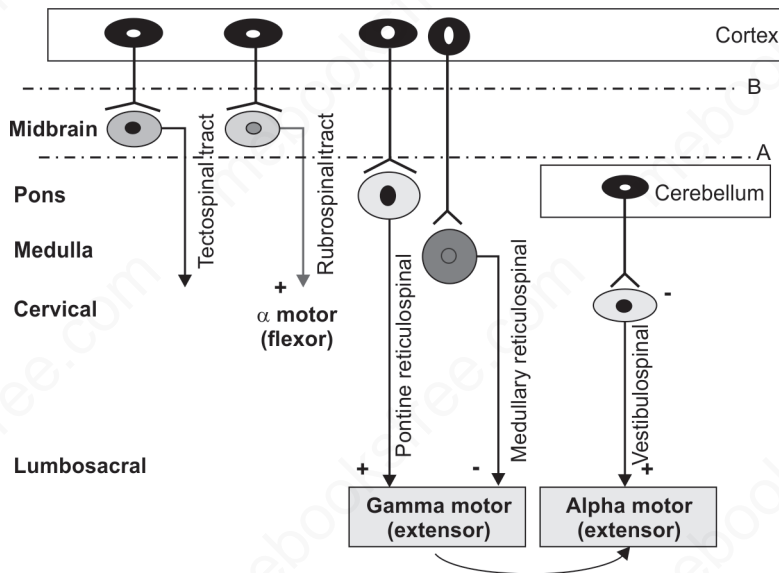 Cortex
B
Midbrain
Tectospinal tract
Rubrospinal tract
A
Pons
Cerebellum
Medulla
Cervical
+
α motor
(flexor)
-
Pontine reticulospinal
Medullary reticulospinal
Vestibulospinal
Lumbosacral
+
-
+
Gamma motor
(extensor)
Alpha motor
(extensor)